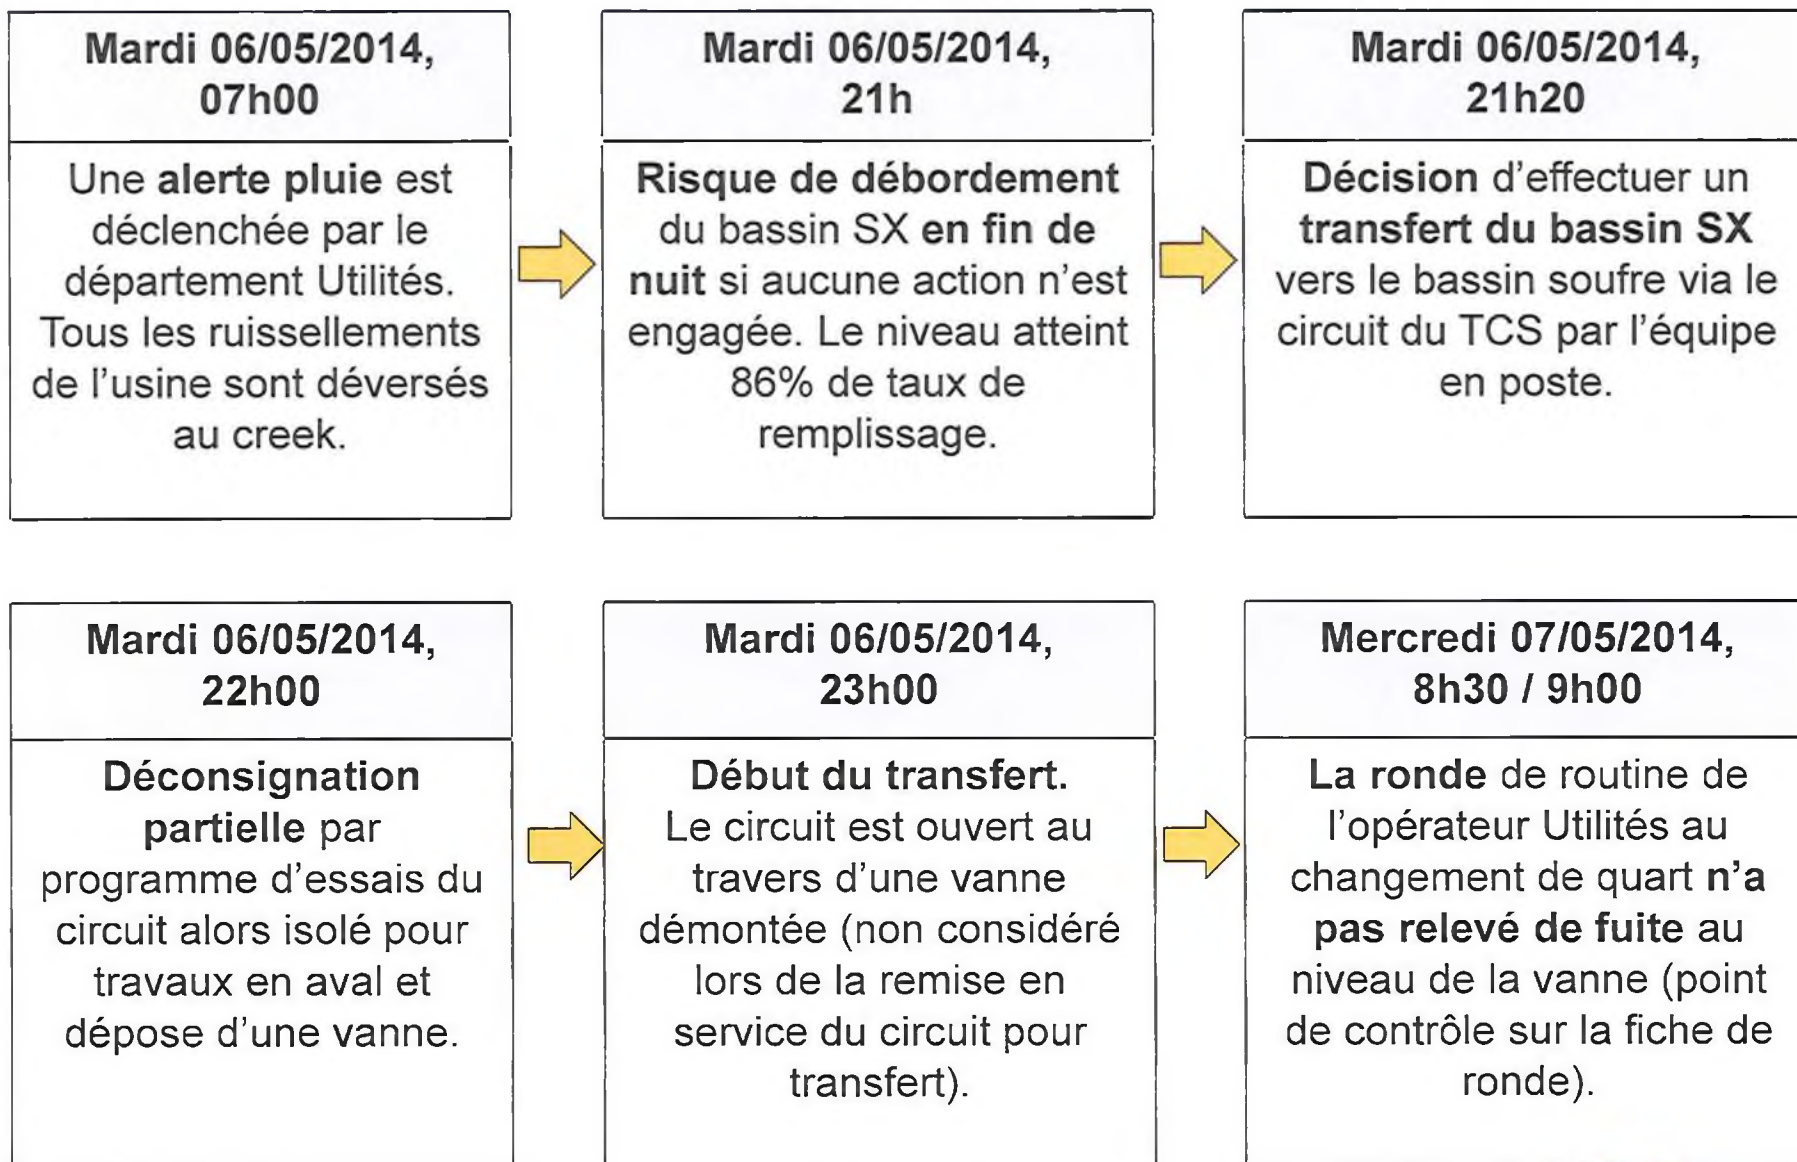 Mardi 06/05/2014,
07h00
Une alerte pluie est
déclenchée par le
département Utilités.
Tous les ruissellements
de l'usine sont déversés
au creek.
Mardi 06/05/2014,
21h
Risque de débordement
du bassin SX en fin de
nuit si aucune action n'est
engagée. Le niveau atteint
86% de taux de
remplissage.
Mardi 06/05/2014,
21h20
Décision d'effectuer un
transfert du bassin SX
vers le bassin soufre via le
circuit du TCS par l'équipe
en poste.
Mardi 06/05/2014,
22h00
Déconsignation
partielle par
programme d'essais du
circuit alors isolé pour
travaux en aval et
dépose d'une vanne.
Mardi 06/05/2014,
23h00
Début du transfert.
Le circuit est ouvert au
travers d'une vanne
démontée (non considéré
lors de la remise en
service du circuit pour
transfert).
Mercredi 07/05/2014,
8h30 / 9h00
La ronde de routine de
l'opérateur Utilités au
changement de quart n'a
pas relevé de fuite au
niveau de la vanne (point
de contrôle sur la fiche de
ronde).